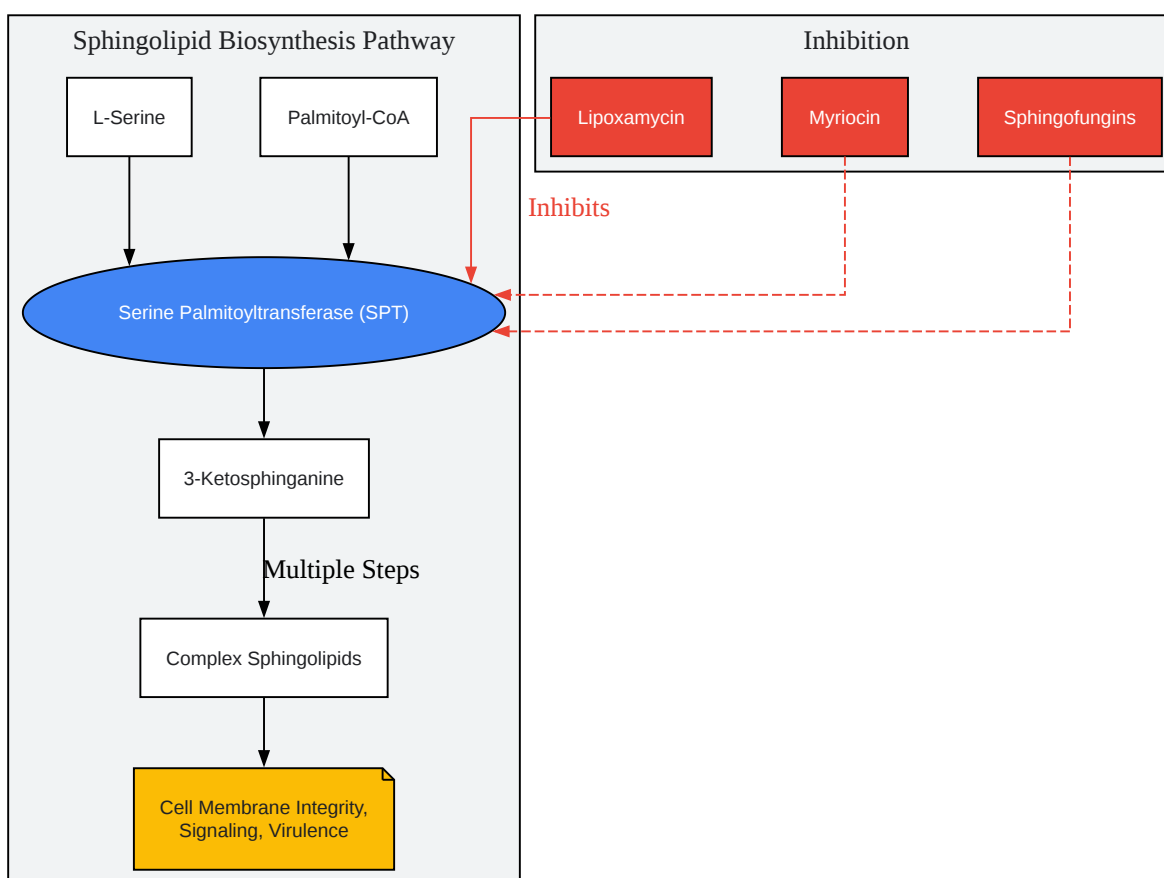 Sphingolipid Biosynthesis Pathway
Inhibition
L-Serine
Palmitoyl-CoA
Lipoxamycin
Myriocin
Sphingofungins
Inhibits
Serine Palmitoyltransferase (SPT)
3-Ketosphinganine
Multiple Steps
Complex Sphingolipids
Cell Membrane Integrity,
Signaling, Virulence